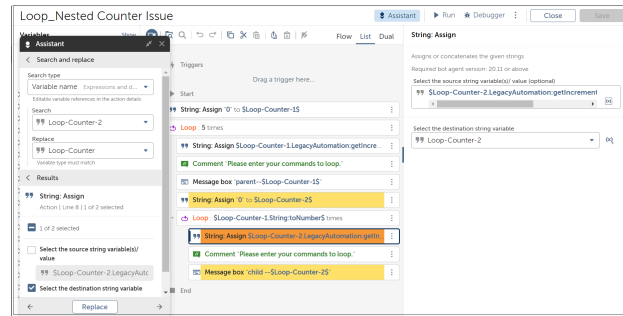 Loop_Nested Counter Issue
Assistant
Run
Debugger
Close
Save
Variables
Show
Flow List Dual
Assistant
Search and replace
Search type
Variable name Expressions and d...
Editable variable references in the action details
Search
Loop-Counter-2
Replace
Loop-Counter
Variable type must match
Results
String: Assign
Action | Line 8 | 1 of 2 selected
1 of 2 selected
Select the source string variable(s)/
value
$Loop-Counter-2.LegacyAutc
Select the destination string variable
Replace
Triggers
Drag a trigger here...
Start
String: Assign "0" to $Loop-Counter-1$
Loop : 5 times
String: Assign $Loop-Counter-1.LegacyAutomation:getIncre...
Comment "Please enter your commands to loop."
Message box "parent--$Loop-Counter-1$"
String: Assign "0" to $Loop-Counter-2$
Loop : $Loop-Counter-1.String:toNumber$ times
String: Assign $Loop-Counter-2.LegacyAutomation:getIn...
Comment "Please enter your commands to loop."
Message box "child --$Loop-Counter-2$"
End
String: Assign
Assigns or concatenates the given strings
Required bot agent version: 20.11 or above
Select the source string variable(s)/ value (optional)
$Loop-Counter-2.LegacyAutomation:getIncrement
(x)
Select the destination string variable
Loop-Counter-2
(x)